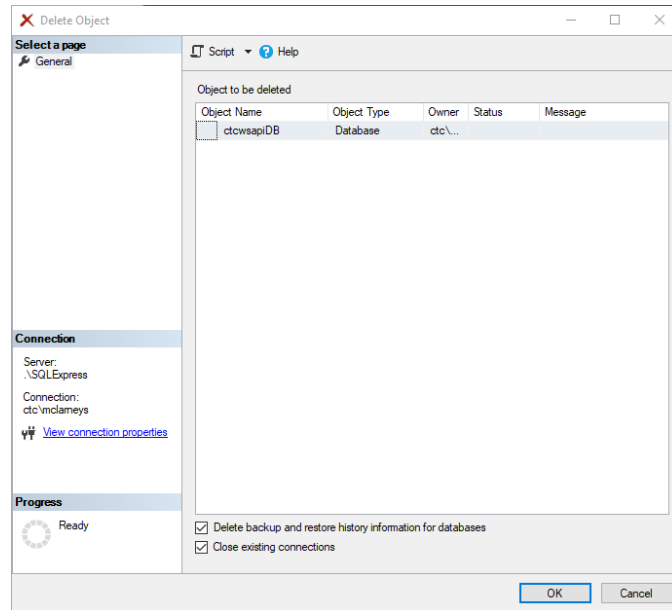 Delete Object
Select a page
General
Script Help
Object to be deleted
Object Name Object Type Owner Status Message
ctcwsapiDB Database ctc\...
Connection
Server:
.\SQLExpress
Connection:
ctc\mclameys
View connection properties
Progress
Ready
Delete backup and restore history information for databases
Close existing connections
OK Cancel